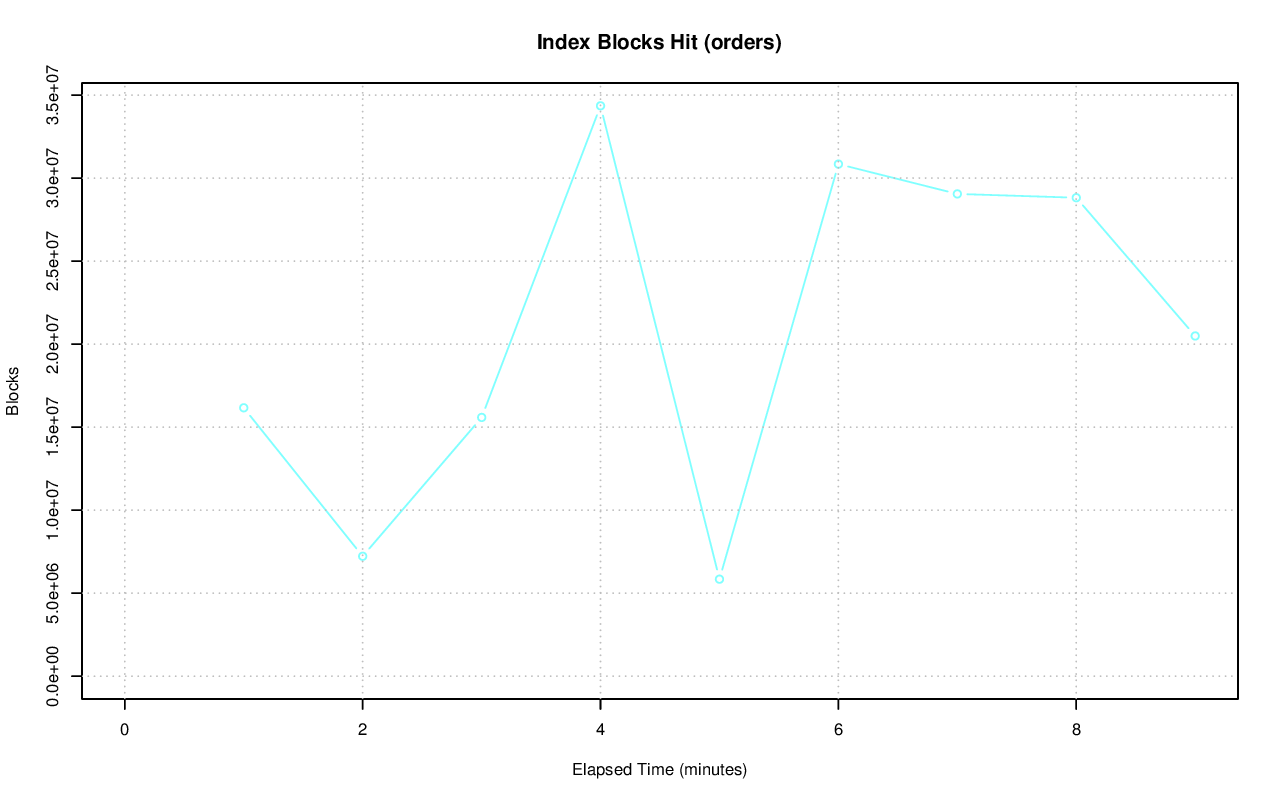 Index Blocks Hit (orders)
Blocks
3.5e+07
3.0e+07
2.5e+07
2.0e+07
1.5e+07
1.0e+07
5.0e+06
0.0e+00
0 2 4 6 8
Elapsed Time (minutes)